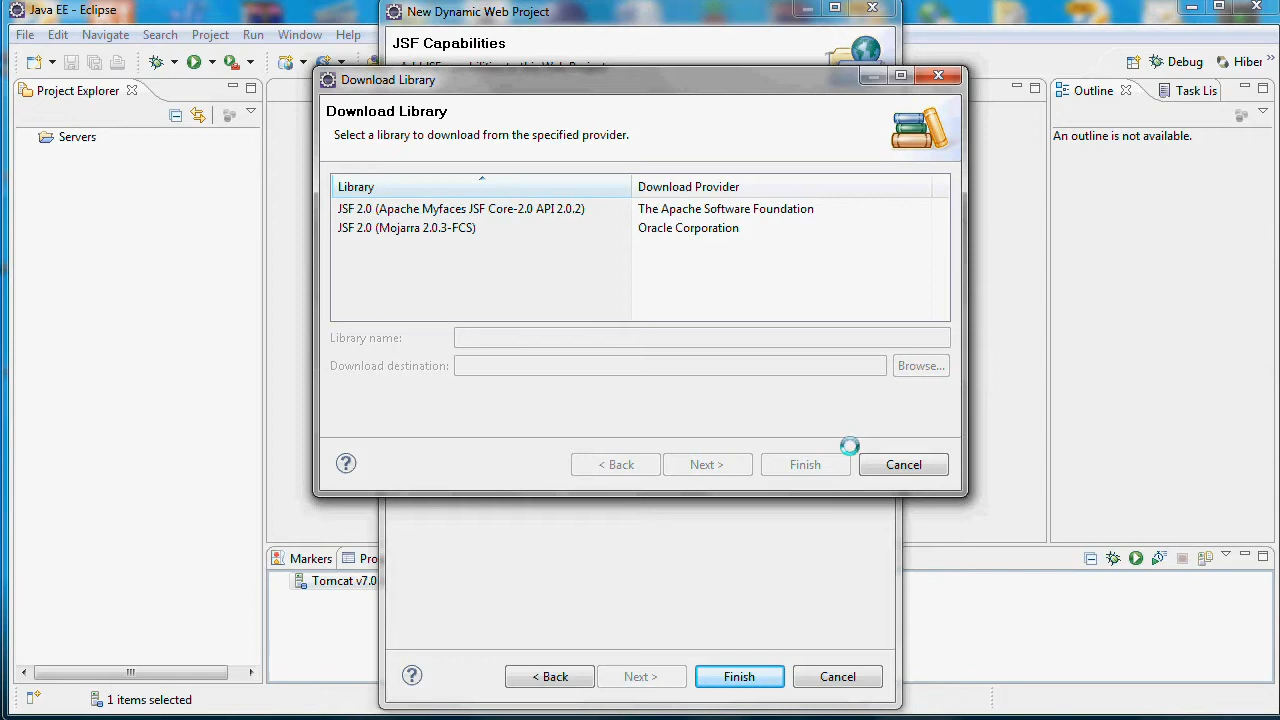 Java EE - Eclipse
New Dynamic Web Project
File Edit Navigate Search Project Run Window Help
JSF Capabilities
Debug
Hiber
Project Explorer
Download Library
Outline
Task Lis
Download Library
Select a library to download from the specified provider.
Servers
An outline is not available.
Library Download Provider
JSF 2.0 (Apache Myfaces JSF Core-2.0 API 2.0.2) The Apache Software Foundation
JSF 2.0 (Mojarra 2.0.3-FCS) Oracle Corporation
Library name:
Download destination: Browse...
< Back Next > Finish Cancel
Markers Pro
Tomcat v7.0
< Back Next > Finish Cancel
1 items selected